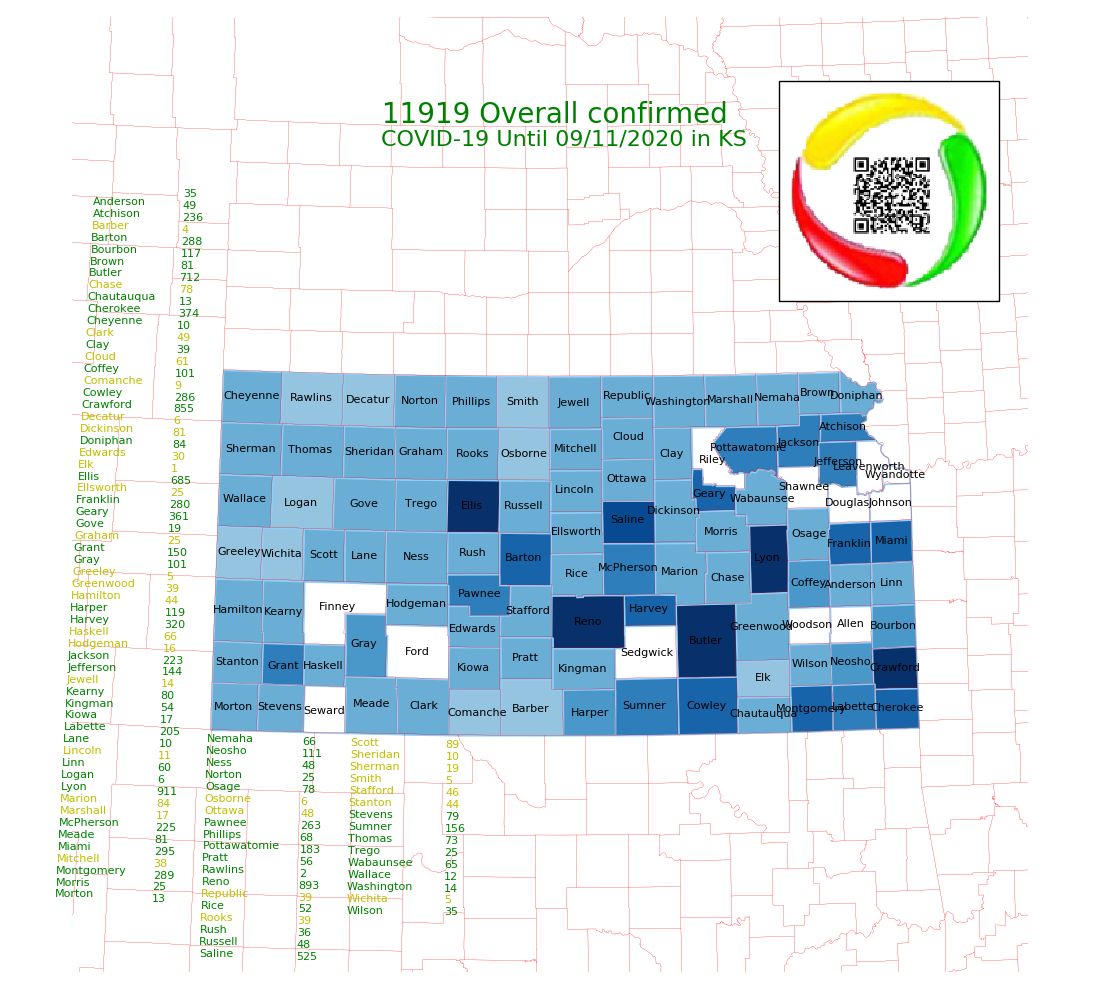 11919 Overall confirmed
COVID-19 Until 09/11/2020 in KS
35
Anderson 49
Atchison 236
Barber 4
Barton 288
Bourbon 117
Brown 81
Butler 712
Chase 78
Chautauqua 13
Cherokee 374
Cheyenne 10
Clark 49
Clay 39
Cloud 61
Coffey 101
Comanche 9
Cowley 286
Crawford 855
Decatur 6
Dickinson 81
Doniphan 84
Edwards 30
Elk 1
Ellis 685
Ellsworth 25
Franklin 280
Geary 361
Gove 19
Graham 25
Grant 150
Gray 101
Greeley 5
Greenwood 39
Hamilton 44
Harper 119
Harvey 320
Haskell 66
Hodgeman 16
Jackson 223
Jefferson 144
Jewell 14
Kearny 80
Kingman 54
Kiowa 17
Labette 205
Lane 10
Lincoln 11
Linn 60
Logan 6
Lyon 911
Marion 84
Marshall 17
McPherson 225
Meade 81
Miami 295
Mitchell 38
Montgomery 289
Morris 25
Morton 13
Nemaha 66
Neosho 111
Ness 48
Norton 25
Osage 78
Osborne 6
Ottawa 48
Pawnee 263
Phillips 68
Pottawatomie 183
Pratt 56
Rawlins 2
Reno 893
Republic 39
Rice 52
Rooks 39
Rush 36
Russell 48
Saline 525
Scott 89
Sheridan 10
Sherman 19
Smith 5
Stafford 46
Stanton 44
Stevens 79
Sumner 156
Thomas 73
Trego 25
Wabaunsee 65
Wallace 12
Washington 14
Wichita 5
Wilson 35
Cheyenne Rawlins Decatur Norton Phillips Smith Jewell Republic Washington Marshall Nemaha Brown Doniphan
Atchison
Sherman Thomas Sheridan Graham Rooks Osborne Mitchell Cloud Clay Riley Pottawatomie Jackson
Jefferson Leavenworth Wyandotte
Wallace Logan Gove Trego Ellis Russell Lincoln Ottawa Dickinson Geary Wabaunsee Shawnee Douglas Johnson
Greeley Wichita Scott Lane Ness Rush Barton Ellsworth Saline Morris Lyon Osage Franklin Miami
Hamilton Kearny Finney Hodgeman Pawnee Stafford Rice McPherson Marion Chase Coffey Anderson Linn
Gray Ford Edwards Reno Harvey Butler Greenwood Woodson Allen Bourbon
Stanton Grant Haskell Kiowa Pratt Kingman Sedgwick Elk Wilson Neosho Crawford
Morton Stevens Seward Meade Clark Comanche Barber Harper Sumner Cowley Chautauqua Montgomery Labette Cherokee